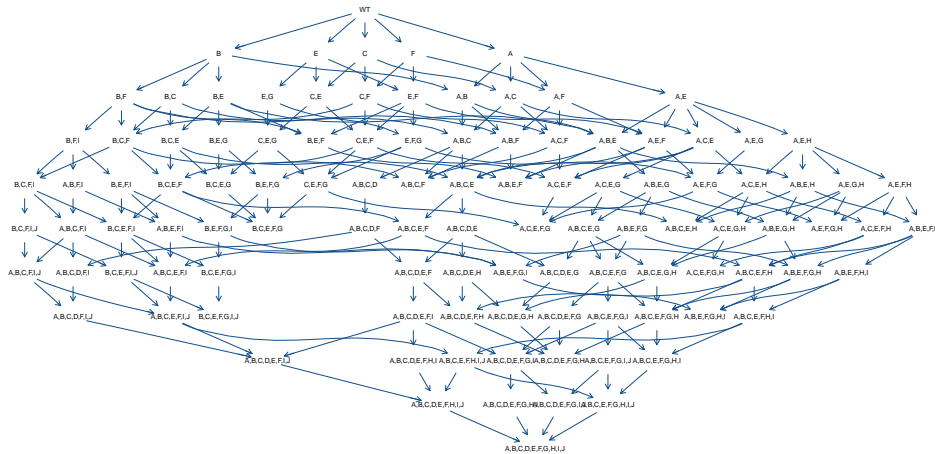 WT
B E C F A
B,F B,C B,E E,G C,E C,F E,F A,B A,C A,F A,E
B,F,I B,C,F B,C,E B,E,G C,E,G B,E,F C,E,F E,F,G A,B,C A,B,F A,C,F A,B,E A,E,F A,C,E A,E,G A,E,H
B,C,F,I A,B,F,I B,E,F,I B,C,E,F B,C,E,G B,E,F,G C,E,F,G A,B,C,D A,B,C,F A,B,C,E A,B,E,F A,C,E,F A,C,E,G A,B,E,G A,E,F,G A,C,E,H A,B,E,H A,E,G,H A,E,F,H
B,C,F,I,J A,B,C,F,I B,C,E,F,I A,B,E,F,I B,E,F,G,I B,C,E,F,G A,B,C,D,F A,B,C,E,F A,B,C,D,E A,C,E,F,G A,B,C,E,G A,B,E,F,G A,B,C,E,H A,C,E,G,H A,B,E,G,H A,E,F,G,H A,C,E,F,H A,B,E,F,H
A,B,C,F,I,J A,B,C,D,F,I B,C,E,F,I,J A,B,C,E,F,I B,C,E,F,G,I A,B,C,D,E,F A,B,C,D,E,H A,B,E,F,G,I A,B,C,D,E,G A,B,C,E,F,G A,B,C,E,G,H A,C,E,F,G,H A,B,C,E,F,H A,B,E,F,G,H A,B,E,F,H,I
A,B,C,D,F,I,J A,B,C,E,F,I,J B,C,E,F,G,I,J A,B,C,D,E,F,I A,B,C,D,E,F,H A,B,C,D,E,G,H A,B,C,D,E,F,G A,B,C,E,F,G,I A,B,C,E,F,G,H A,B,E,F,G,H,I A,B,C,E,F,H,I
A,B,C,D,E,F,I,J A,B,C,D,E,F,H,I A,B,C,E,F,H,I,J A,B,C,D,E,F,G,I A,B,C,D,E,F,G,H A,B,C,E,F,G,I,J A,B,C,E,F,G,H,I
A,B,C,D,E,F,H,I,J A,B,C,D,E,F,G,H,I A,B,C,D,E,F,G,I,J A,B,C,E,F,G,H,I,J
A,B,C,D,E,F,G,H,I,J